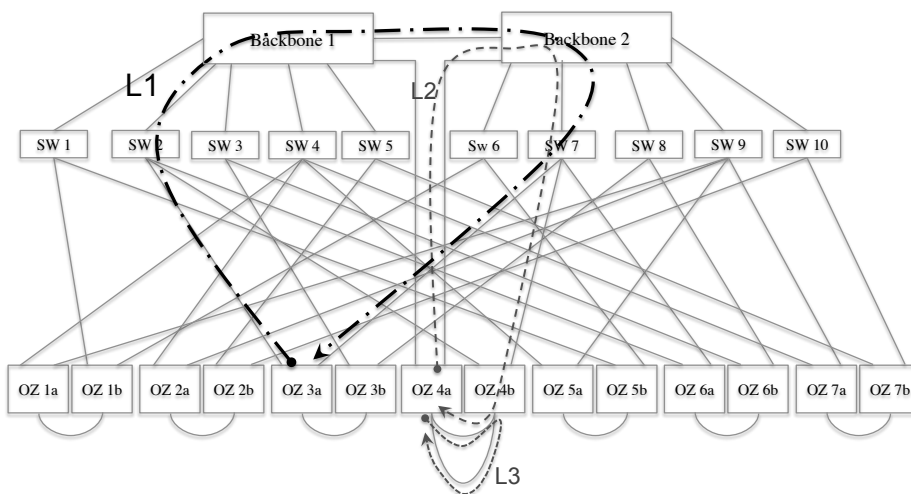 Backbone 1
Backbone 2
L1
L2
SW 1
SW 2
SW 3
SW 4
SW 5
Sw 6
SW 7
SW 8
SW 9
SW 10
OZ 1a
OZ 1b
OZ 2a
OZ 2b
OZ 3a
OZ 3b
OZ 4a
OZ 4b
OZ 5a
OZ 5b
OZ 6a
OZ 6b
OZ 7a
OZ 7b
L3